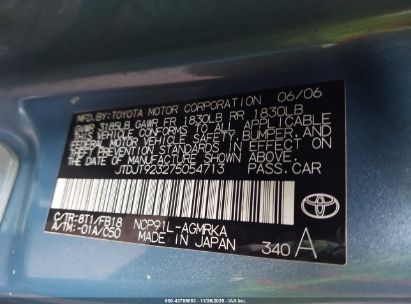 MFD.BY: TOYOTA MOTOR CORPORATION 06/06
GVWR 3185LB GAWR FR 1830LB RR 1830LB
THIS VEHICLE CONFORMS TO ALL APPLICABLE
FEDERAL MOTOR VEHICLE SAFETY, BUMPER, AND
THEFT PREVENTION STANDARDS IN EFFECT ON
THE DATE OF MANUFACTURE SHOWN ABOVE.
JTDJT923275054713 PASS.CAR
C/TR:8T1/FB18 NCP91L-AGMRKA
A/TM:-01A/C50 MADE IN JAPAN
TOYOTA
340 A